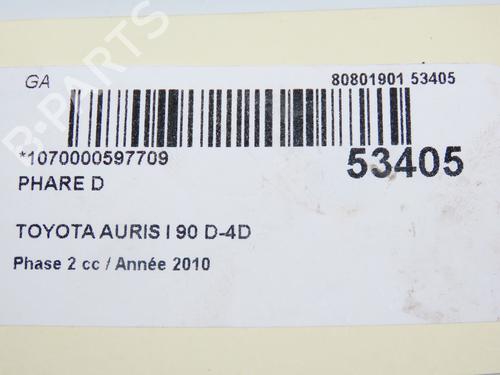 GA
80801901 53405
*1070000597709
53405
PHARE D
TOYOTA AURIS I 90 D-4D
Phase 2 cc / Année 2010
B-PARTS